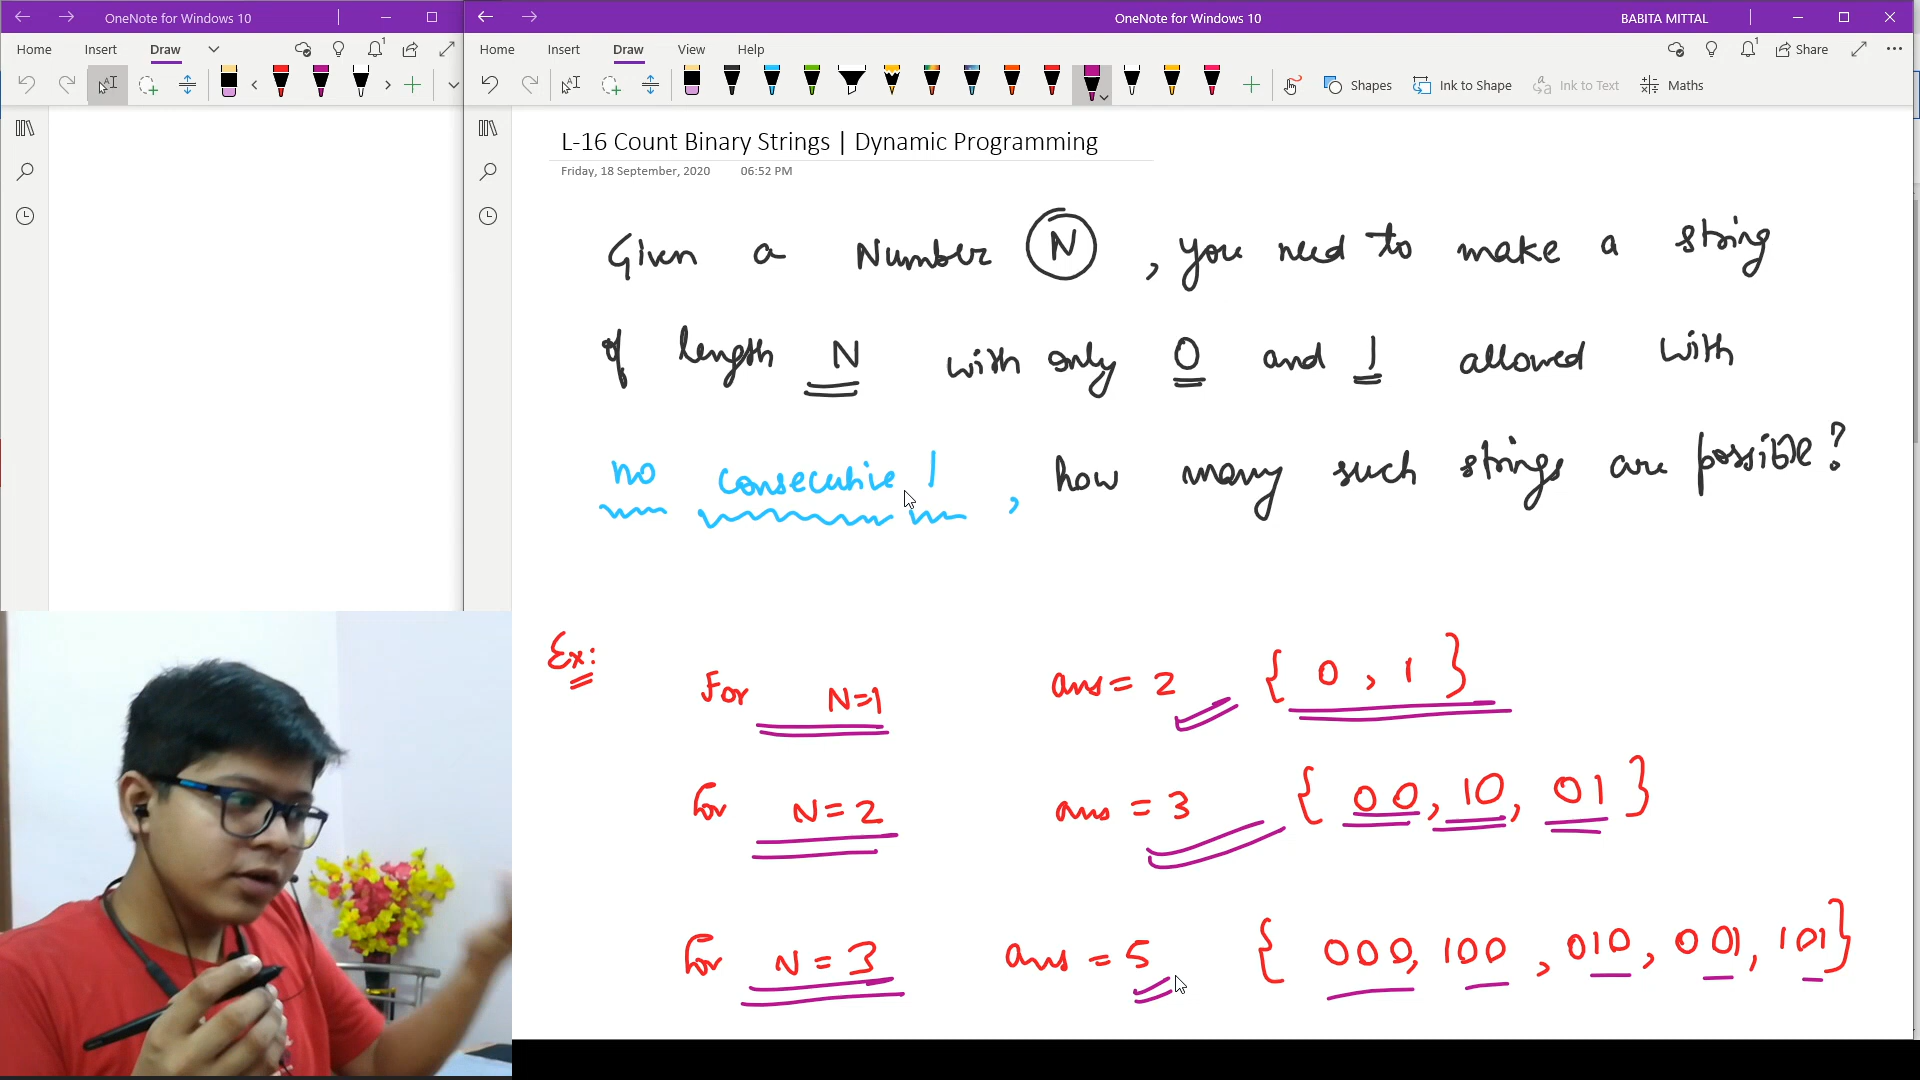 OneNote for Windows 10
OneNote for Windows 10 BABITA MITTAL
Home Insert Draw
Home Insert Draw View Help Share
Shapes Ink to Shape Ink to Text Maths
L-16 Count Binary Strings | Dynamic Programming
Friday, 18 September, 2020 06:52 PM
Given a Number N , you need to make a string
of length N with only 0 and 1 allowed with
no consecutive 1 , how many such strings are possible?
Ex:
For N=1 ans = 2 { 0 , 1 }
For N = 2 ans = 3 { 00, 10, 01 }
For N = 3 ans = 5 { 000, 100 , 010, 001, 101 }